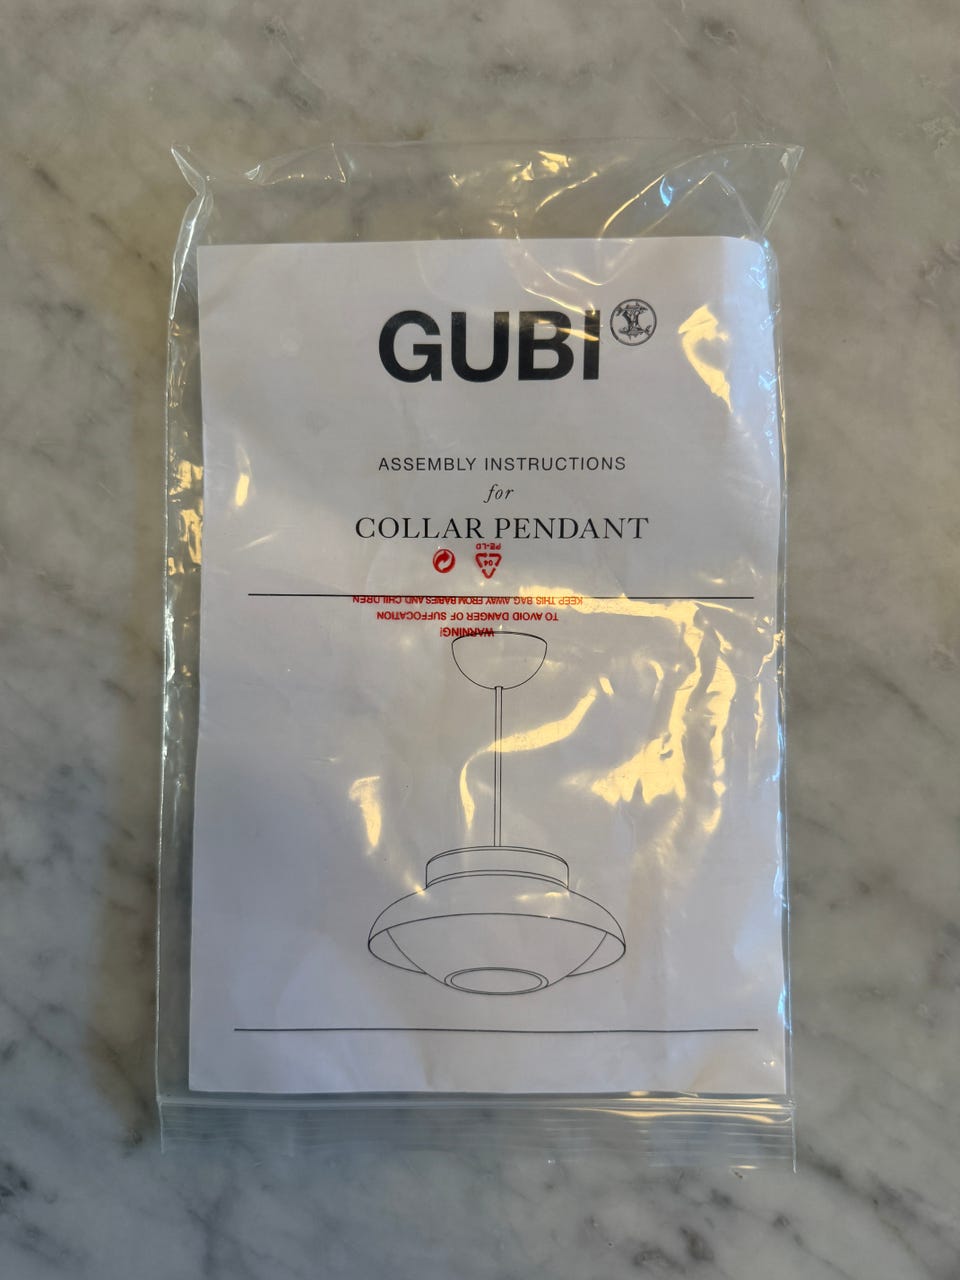 GUBI
ASSEMBLY INSTRUCTIONS
for
COLLAR PENDANT
04
PE-LD
WARNING!
TO AVOID DANGER OF SUFFOCATION
KEEP THIS BAG AWAY FROM BABIES AND CHILDREN